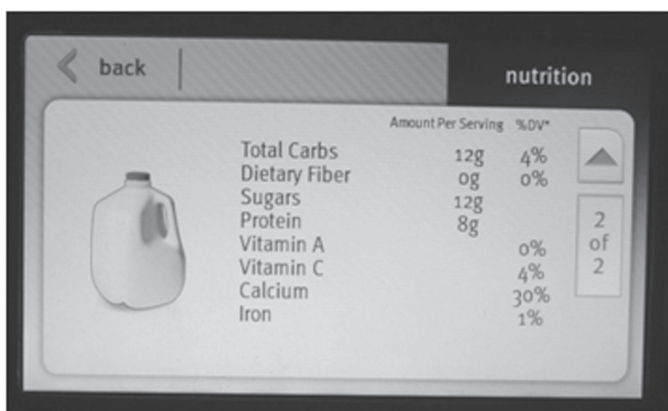 back
nutrition
Amount Per Serving %DV*
Total Carbs 12g 4%
Dietary Fiber 0g 0%
Sugars 12g
Protein 8g
Vitamin A 0%
Vitamin C 4%
Calcium 30%
Iron 1%
2
of
2